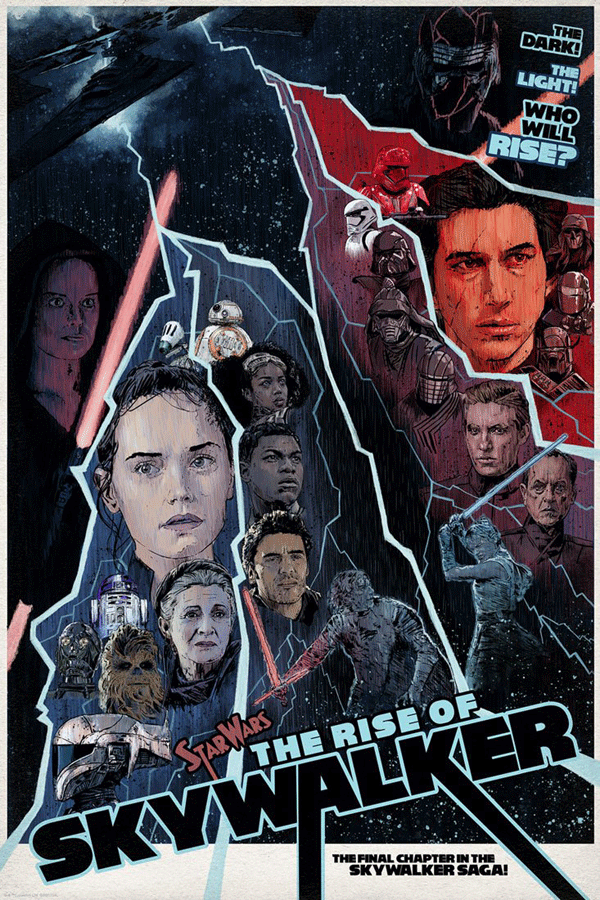 THE
DARK!
THE
LIGHT!
WHO
WILL
RISE?
STAR WARS
THE RISE OF
SKYWALKER
THE FINAL CHAPTER IN THE
SKYWALKER SAGA!